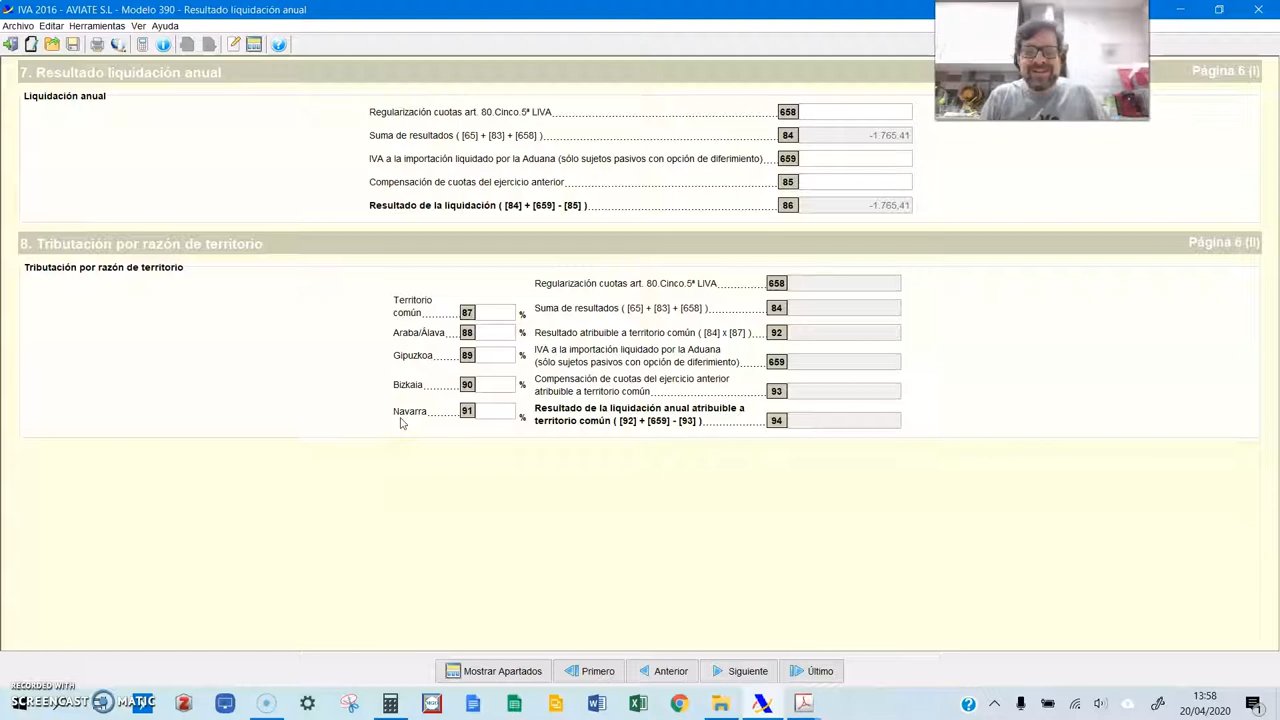 IVA 2016 - AVIATE S.L - Modelo 390 - Resultado liquidación anual
Archivo Editar Herramientas Ver Ayuda
7. Resultado liquidación anual Página 6 (I)
Liquidación anual
Regularización cuotas art. 80.Cinco.5ª LIVA 658
Suma de resultados ( [65] + [83] + [658] ) 84 -1.765,41
IVA a la importación liquidado por la Aduana (sólo sujetos pasivos con opción de diferimiento) 659
Compensación de cuotas del ejercicio anterior 85
Resultado de la liquidación ( [84] + [659] - [85] ) 86 -1.765,41
8. Tributación por razón de territorio Página 6 (II)
Tributación por razón de territorio
Regularización cuotas art. 80.Cinco.5ª LIVA 658
Territorio
común 87 % Suma de resultados ( [65] + [83] + [658] ) 84
Araba/Álava 88 % Resultado atribuible a territorio común ( [84] x [87] ) 92
Gipuzkoa 89 % IVA a la importación liquidado por la Aduana
(sólo sujetos pasivos con opción de diferimiento) 659
Bizkaia 90 % Compensación de cuotas del ejercicio anterior
atribuible a territorio común 93
Navarra 91 % Resultado de la liquidación anual atribuible a
territorio común ( [92] + [659] - [93] ) 94
Mostrar Apartados Primero Anterior Siguiente Último
RECORDED WITH
SCREENCAST MATIC
13:58
20/04/2020